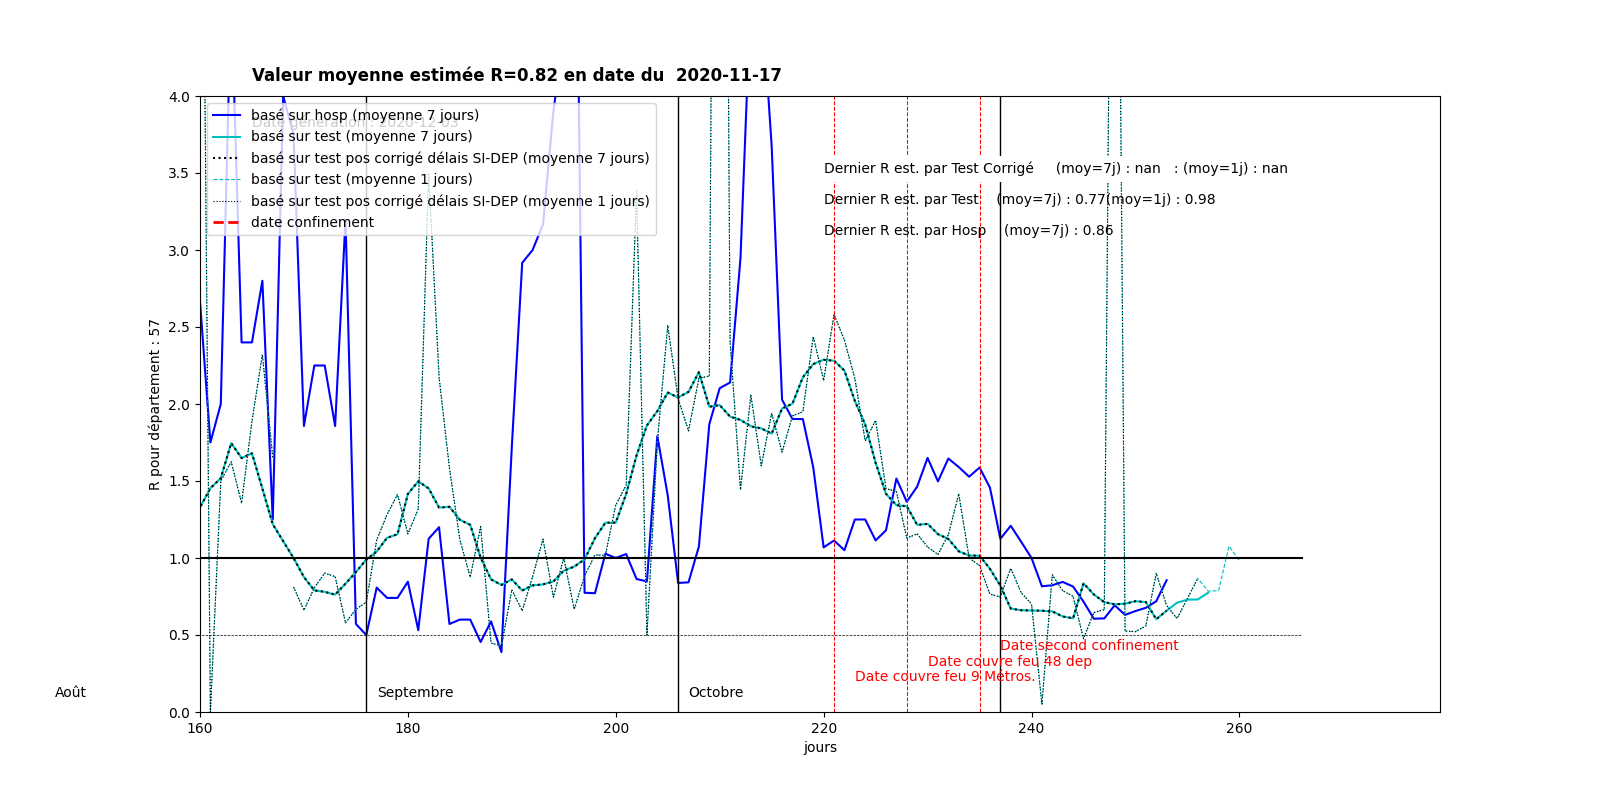 Valeur moyenne estimée R=0.82 en date du  2020-11-17
Date génération : 2020-12-03
basé sur hosp (moyenne 7 jours)
basé sur test (moyenne 7 jours)
basé sur test pos corrigé délais SI-DEP (moyenne 7 jours)
basé sur test (moyenne 1 jours)
basé sur test pos corrigé délais SI-DEP (moyenne 1 jours)
date confinement
Dernier R est. par Test Corrigé     (moy=7j) : nan   : (moy=1j) : nan
Dernier R est. par Test    (moy=7j) : 0.77(moy=1j) : 0.98
Dernier R est. par Hosp    (moy=7j) : 0.86
4.0
3.5
3.0
2.5
2.0
1.5
1.0
0.5
0.0
R pour département : 57
Date second confinement
Date couvre feu 48 dep
Date couvre feu 9 Métros.
Août
Septembre
Octobre
160
180
200
220
240
260
jours